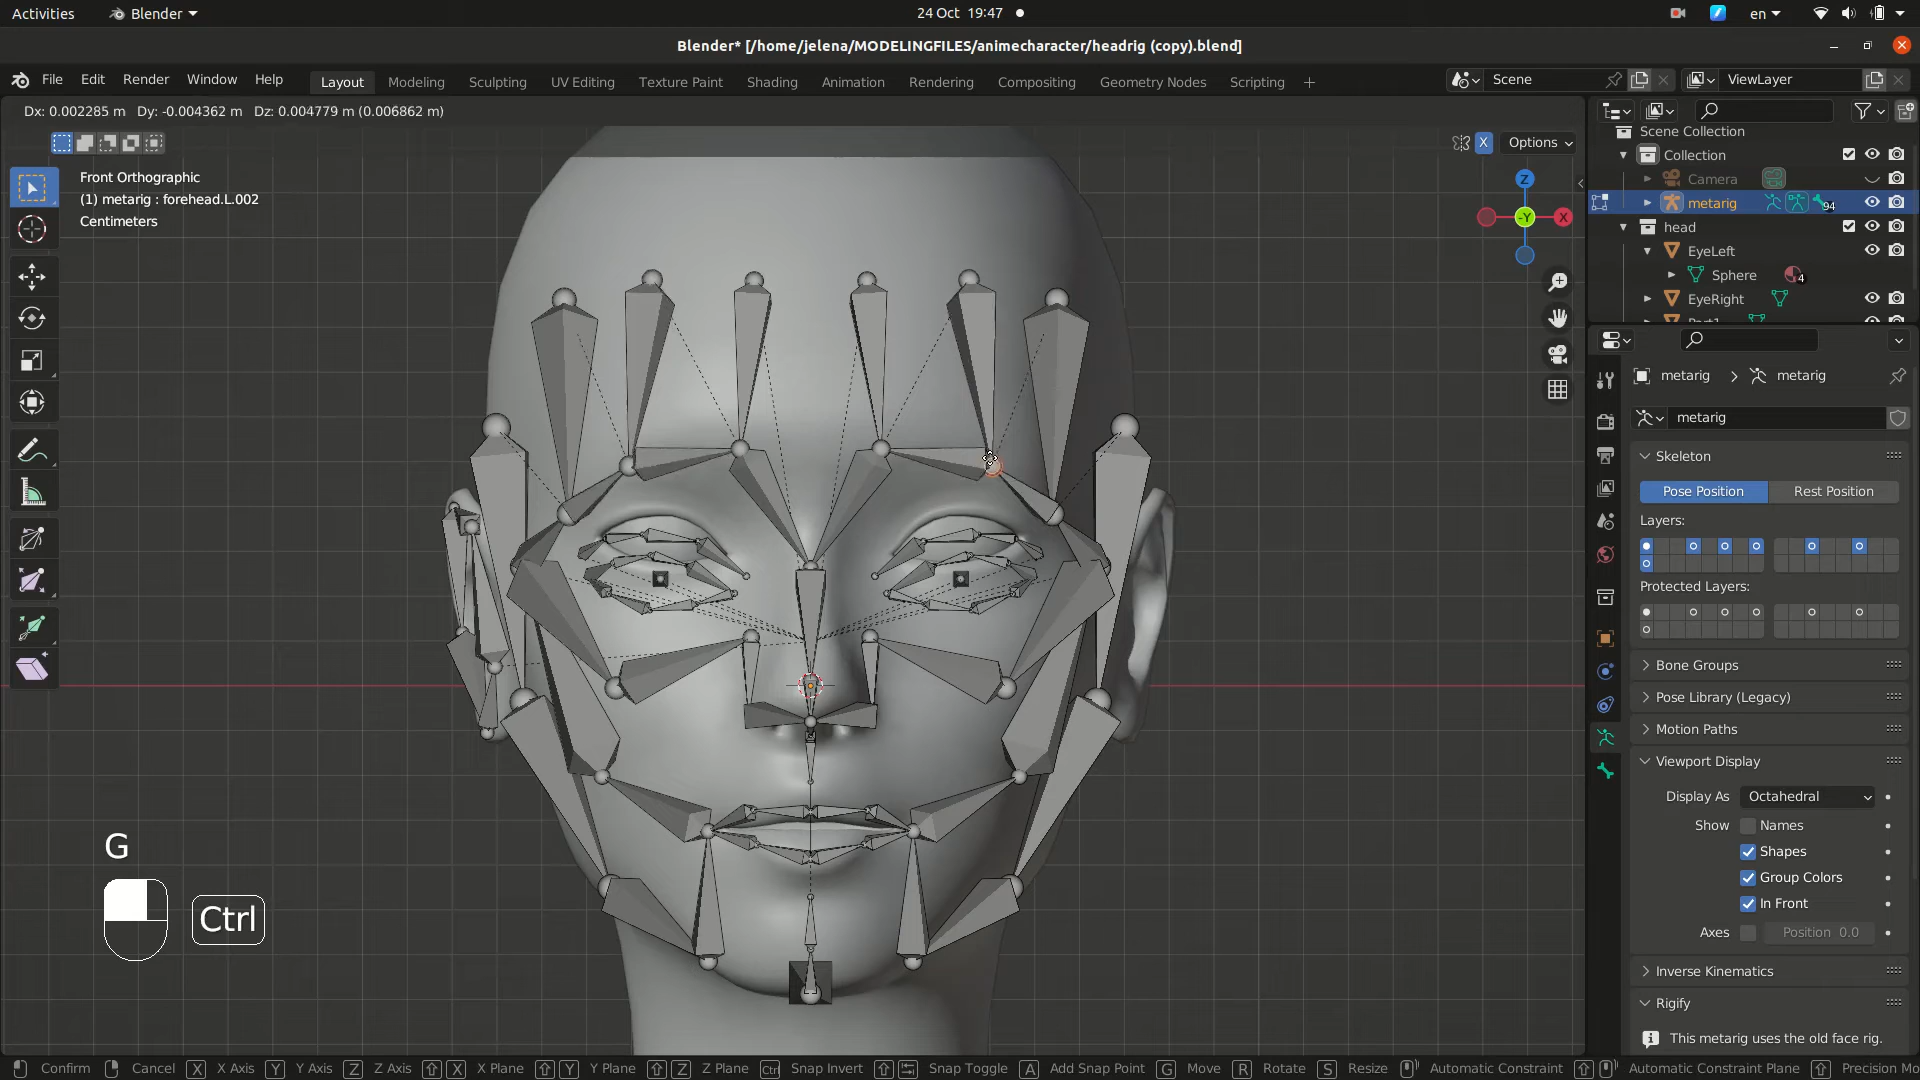 Activities Blender 24 Oct 19:47 en
Blender* [/home/jelena/MODELINGFILES/animecharacter/headrig (copy).blend]
File Edit Render Window Help Layout Modeling Sculpting UV Editing Texture Paint Shading Animation Rendering Compositing Geometry Nodes Scripting + Scene ViewLayer
Dx: 0.002285 m Dy: -0.004362 m Dz: 0.004779 m (0.006862 m)
X Options
Front Orthographic
(1) metarig : forehead.L.002
Centimeters
Z
-Y
X
Scene Collection
Collection
Camera
metarig 94
head
EyeLeft
Sphere 4
EyeRight
metarig > metarig
metarig
Skeleton
Pose Position Rest Position
Layers:
Protected Layers:
Bone Groups
Pose Library (Legacy)
Motion Paths
Viewport Display
Display As Octahedral
Show Names
Shapes
Group Colors
In Front
Axes Position 0.0
Inverse Kinematics
Rigify
This metarig uses the old face rig.
G
Ctrl
Confirm Cancel X X Axis Y Y Axis Z Z Axis X X Plane Y Y Plane Z Z Plane Ctrl Snap Invert Snap Toggle A Add Snap Point G Move R Rotate S Resize Automatic Constraint Automatic Constraint Plane Precision Mo